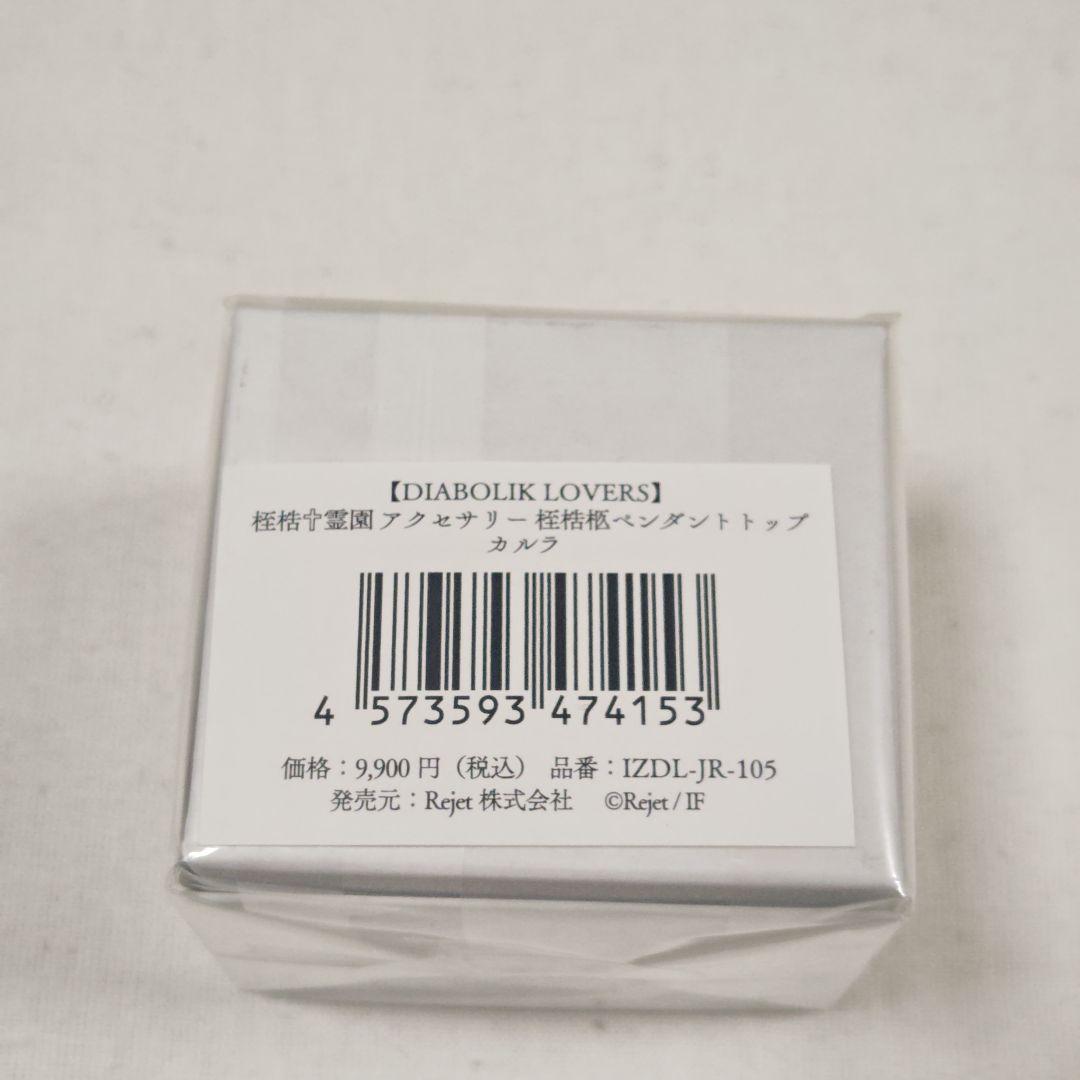 【DIABOLIK LOVERS】
桎梏✞霊園 アクセサリー 桎梏柩ペンダントトップ
カルラ
4 573593 474153
価格：9,900 円（税込） 品番：IZDL-JR-105
発売元：Rejet 株式会社 ©Rejet / IF